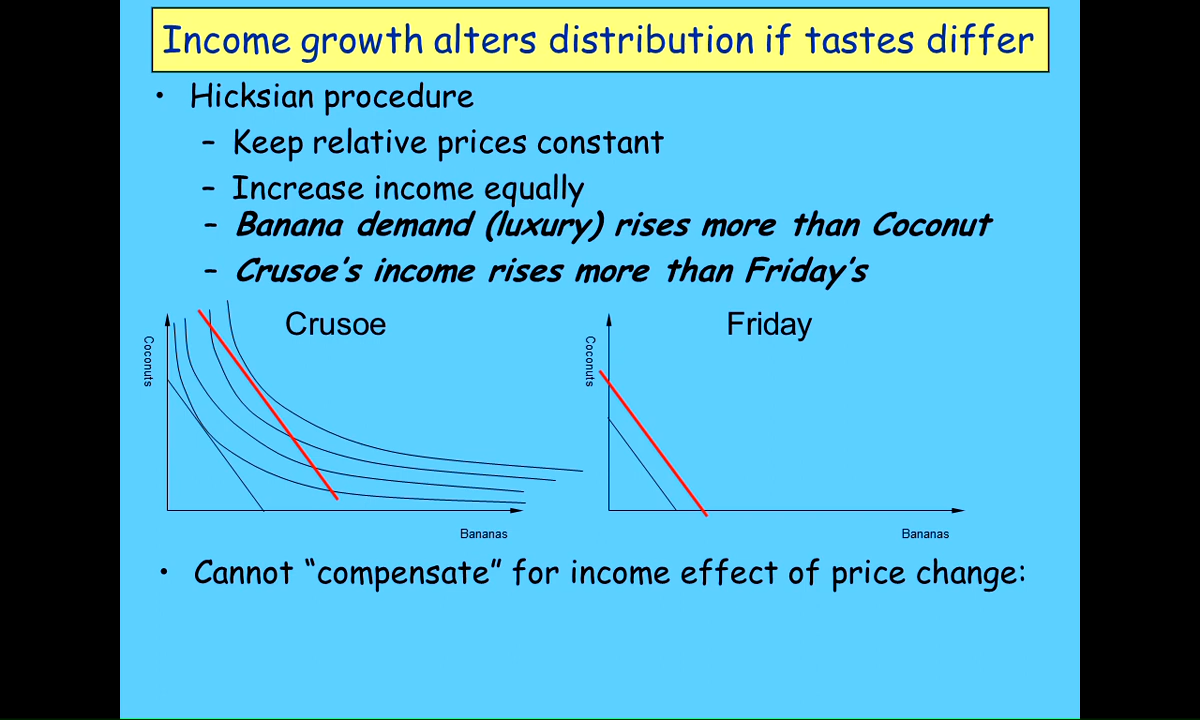 Income growth alters distribution if tastes differ
• Hicksian procedure
– Keep relative prices constant
– Increase income equally
– Banana demand (luxury) rises more than Coconut
– Crusoe’s income rises more than Friday’s
Crusoe
Friday
Coconuts
Coconuts
Bananas
Bananas
• Cannot “compensate” for income effect of price change: